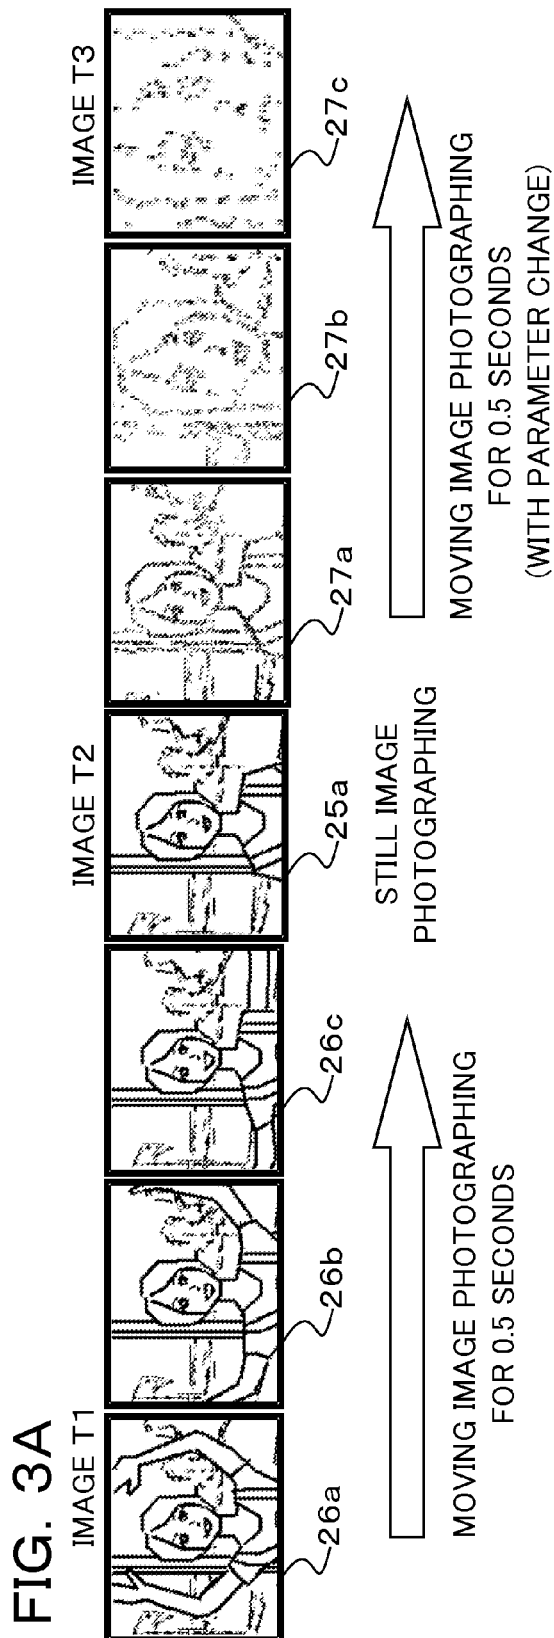 FIG. 3A
IMAGE T1
IMAGE T2
IMAGE T3
26a
26b
26c
25a
27a
27b
27c
MOVING IMAGE PHOTOGRAPHING
FOR 0.5 SECONDS
STILL IMAGE
PHOTOGRAPHING
MOVING IMAGE PHOTOGRAPHING
FOR 0.5 SECONDS
(WITH PARAMETER CHANGE)